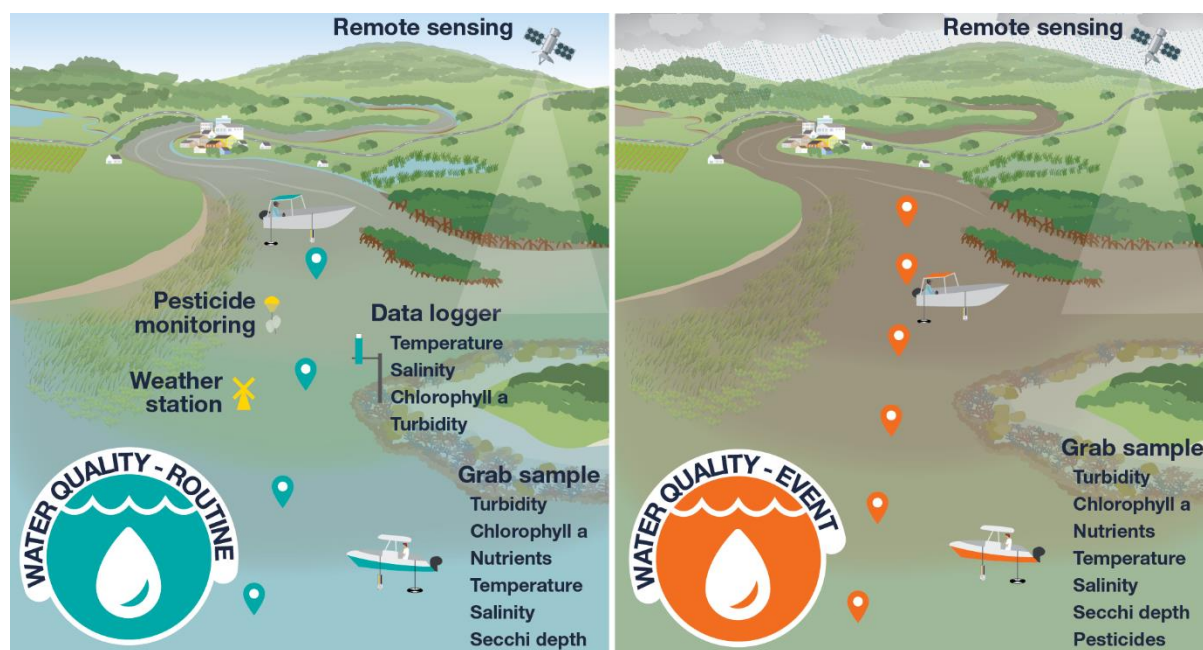 Remote sensing
Pesticide
monitoring
Data logger
Temperature
Salinity
Chlorophyll a
Turbidity
Weather
station
WATER QUALITY - ROUTINE
Grab sample
Turbidity
Chlorophyll a
Nutrients
Temperature
Salinity
Secchi depth
Remote sensing
WATER QUALITY - EVENT
Grab sample
Turbidity
Chlorophyll a
Nutrients
Temperature
Salinity
Secchi depth
Pesticides